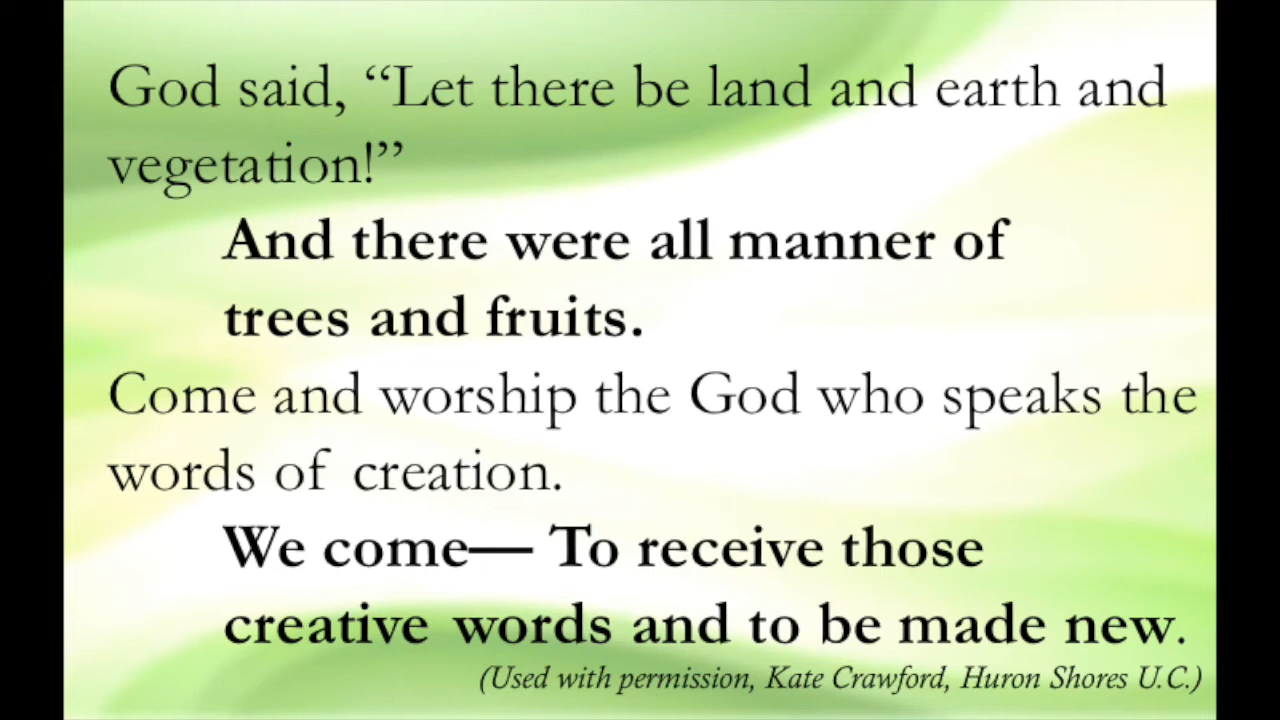 God said, “Let there be land and earth and
vegetation!”
And there were all manner of
trees and fruits.
Come and worship the God who speaks the
words of creation.
We come— To receive those
creative words and to be made new.
(Used with permission, Kate Crawford, Huron Shores U.C.)